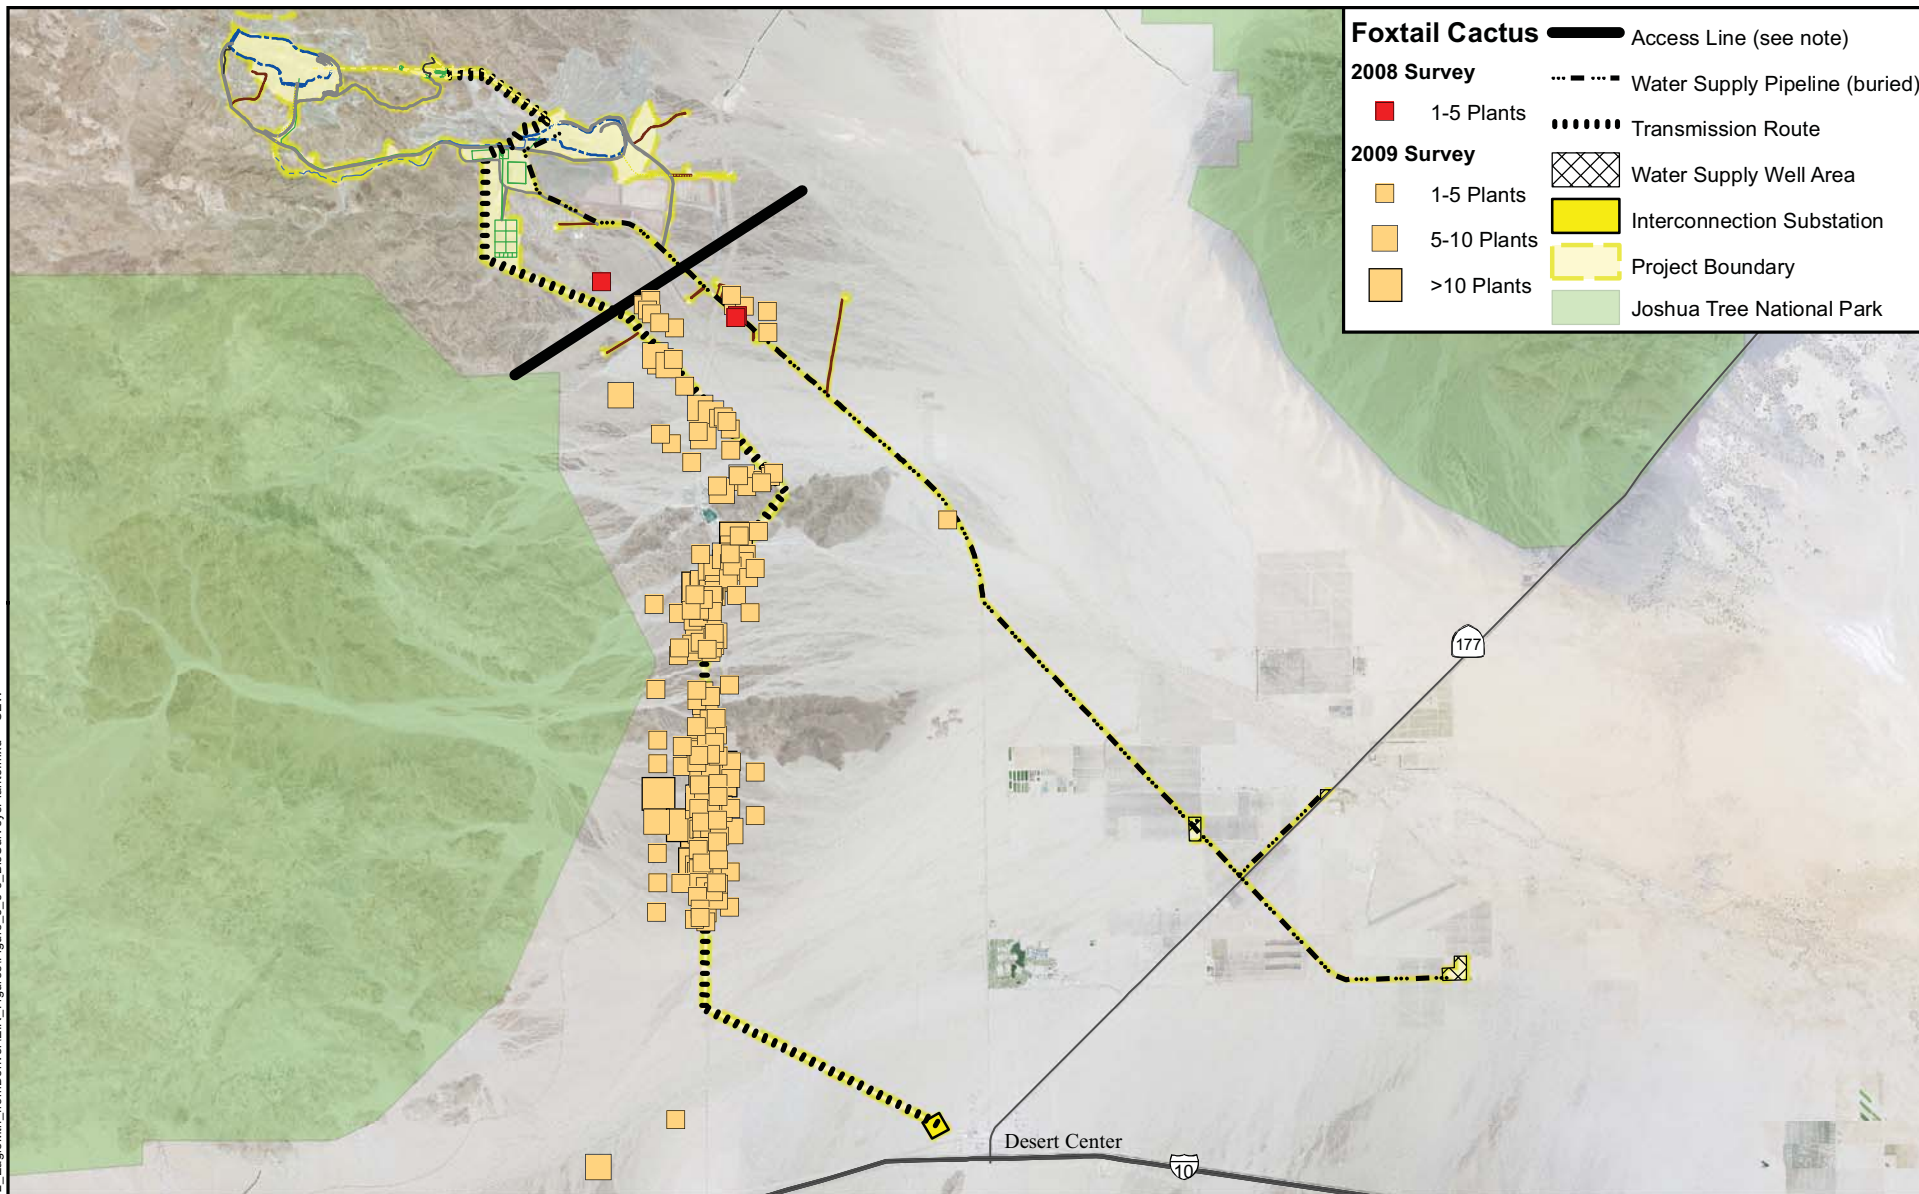 Foxtail Cactus
2008 Survey
1-5 Plants
2009 Survey
1-5 Plants
5-10 Plants
>10 Plants
Access Line (see note)
Water Supply Pipeline (buried)
Transmission Route
Water Supply Well Area
Interconnection Substation
Project Boundary
Joshua Tree National Park
177
Desert Center
10